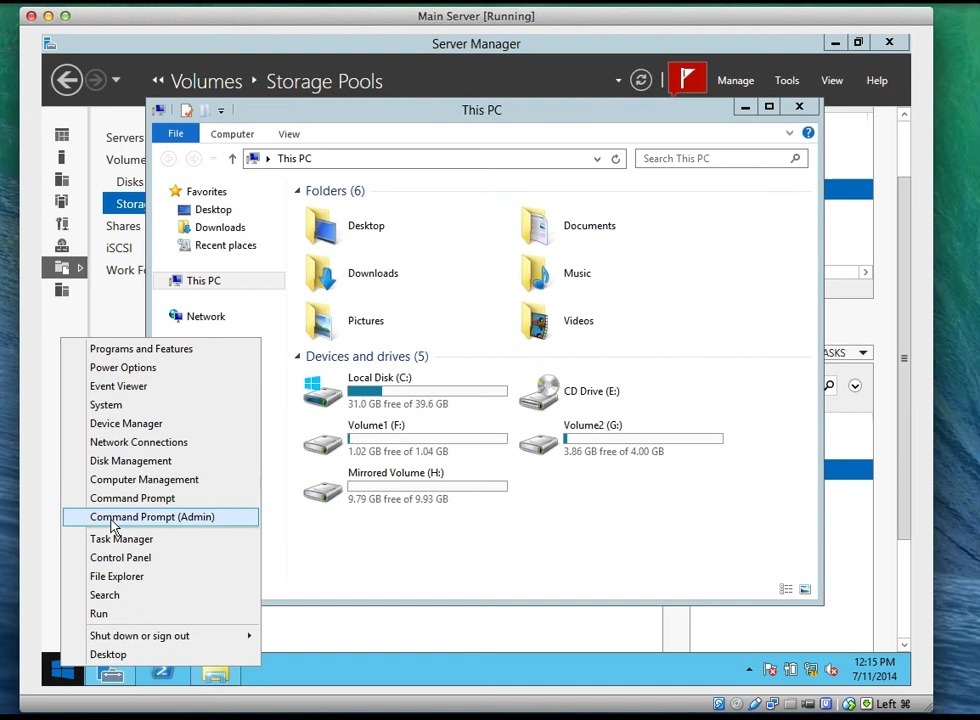 Main Server [Running]
Server Manager
Volumes Storage Pools
Manage Tools View Help
This PC
File Computer View
This PC
Search This PC
Servers
Volume
Disks
Stora
Shares
iSCSI
Work F
Favorites
Desktop
Downloads
Recent places
This PC
Network
Folders (6)
Desktop
Documents
Downloads
Music
Pictures
Videos
Devices and drives (5)
Local Disk (C:)
31.0 GB free of 39.6 GB
CD Drive (E:)
Volume1 (F:)
1.02 GB free of 1.04 GB
Volume2 (G:)
3.86 GB free of 4.00 GB
Mirrored Volume (H:)
9.79 GB free of 9.93 GB
ASKS
Programs and Features
Power Options
Event Viewer
System
Device Manager
Network Connections
Disk Management
Computer Management
Command Prompt
Command Prompt (Admin)
Task Manager
Control Panel
File Explorer
Search
Run
Shut down or sign out
Desktop
12:15 PM
7/11/2014
Left ⌘